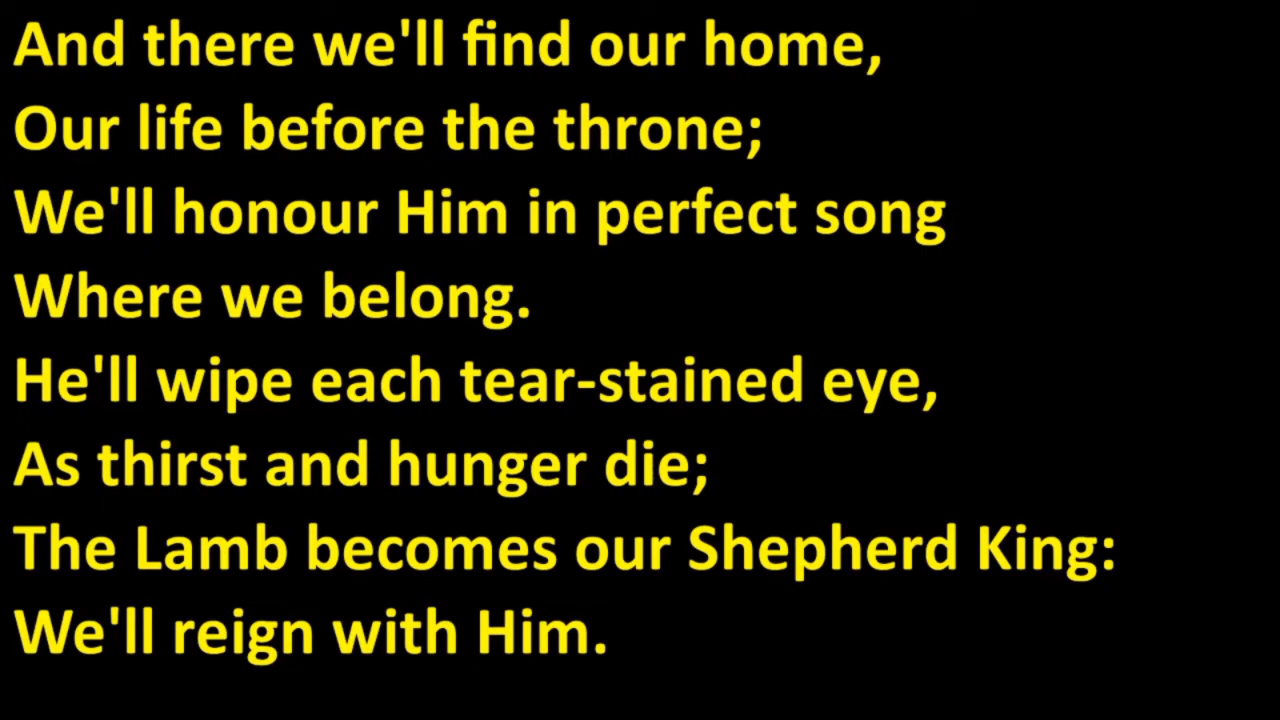 And there we'll find our home,
Our life before the throne;
We'll honour Him in perfect song
Where we belong.
He'll wipe each tear-stained eye,
As thirst and hunger die;
The Lamb becomes our Shepherd King:
We'll reign with Him.